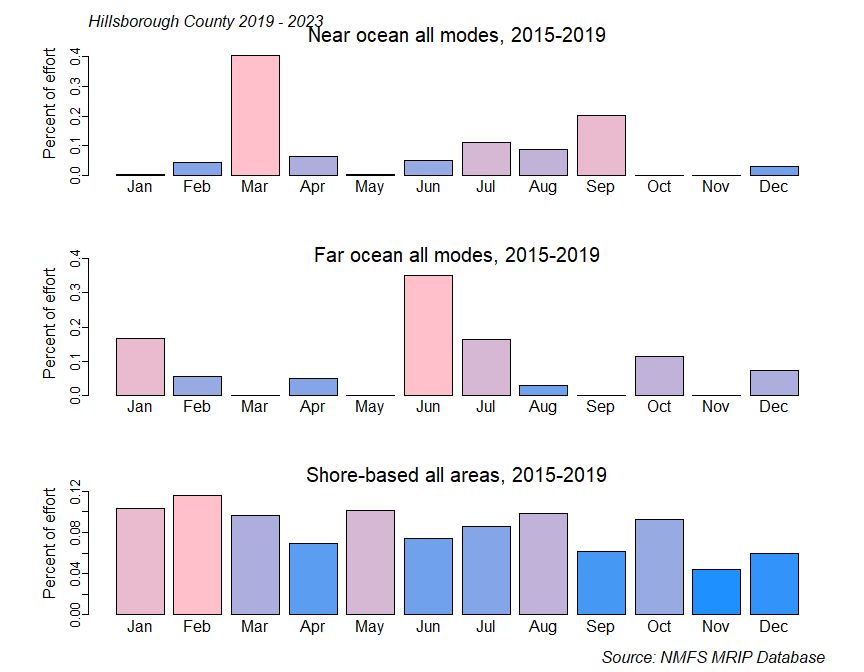 Hillsborough County 2019 - 2023
Near ocean all modes, 2015-2019
Percent of effort
0.0 0.1 0.2 0.3 0.4
Jan Feb Mar Apr May Jun Jul Aug Sep Oct Nov Dec
Far ocean all modes, 2015-2019
Percent of effort
0.0 0.1 0.2 0.3 0.4
Jan Feb Mar Apr May Jun Jul Aug Sep Oct Nov Dec
Shore-based all areas, 2015-2019
Percent of effort
0.00 0.04 0.08 0.12
Jan Feb Mar Apr May Jun Jul Aug Sep Oct Nov Dec
Source: NMFS MRIP Database